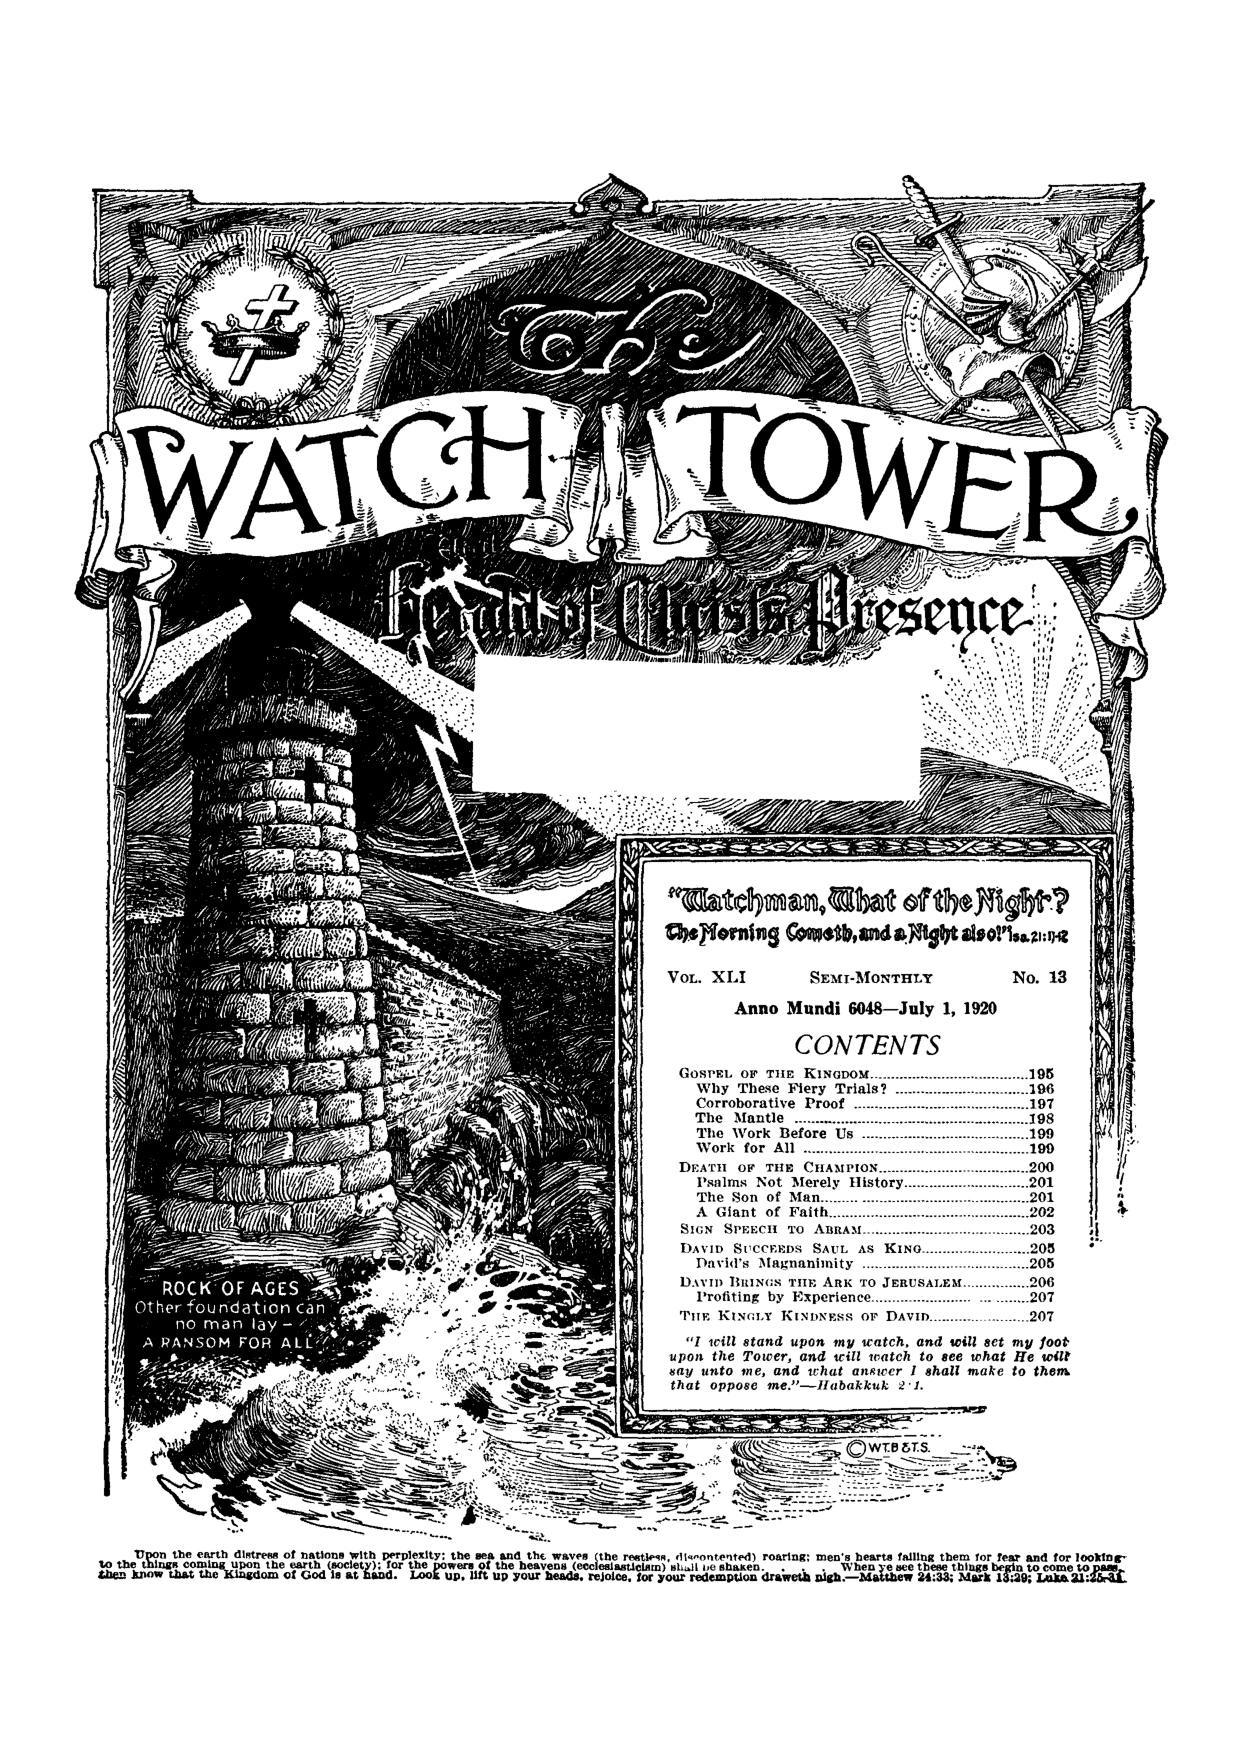 The
WATCH TOWER
And
Herald of Christs Presence
"Watchman, What of the Night?
The Morning Cometh, and a Night also!" Isa. 21:11-12
VOL. XLI SEMI-MONTHLY No. 13
Anno Mundi 6048—July 1, 1920
CONTENTS
GOSPEL OF THE KINGDOM 195
Why These Fiery Trials? 196
Corroborative Proof 197
The Mantle 198
The Work Before Us 199
Work for All 199
DEATH OF THE CHAMPION 200
Psalms Not Merely History 201
The Son of Man 201
A Giant of Faith 202
SIGN SPEECH TO ABRAM 203
DAVID SUCCEEDS SAUL AS KING 205
David's Magnanimity 205
DAVID BRINGS THE ARK TO JERUSALEM 206
Profiting by Experience 207
THE KINGLY KINDNESS OF DAVID 207
"I will stand upon my watch, and will set my foot
upon the Tower, and will watch to see what He will
say unto me, and what answer I shall make to them
that oppose me."—Habakkuk 2:1.
ROCK OF AGES
Other foundation can
no man lay —
A RANSOM FOR ALL
© W.T.B & T.S.
Upon the earth distress of nations with perplexity; the sea and the waves (the restless, discontented) roaring; men's hearts failing them for fear and for looking
to the things coming upon the earth (society); for the powers of the heavens (ecclesiasticism) shall be shaken. . . . When ye see these things begin to come to pass,
then know that the Kingdom of God is at hand. Look up, lift up your heads, rejoice, for your redemption draweth nigh.—Matthew 24:33; Mark 13:29; Luke 21:25-31.